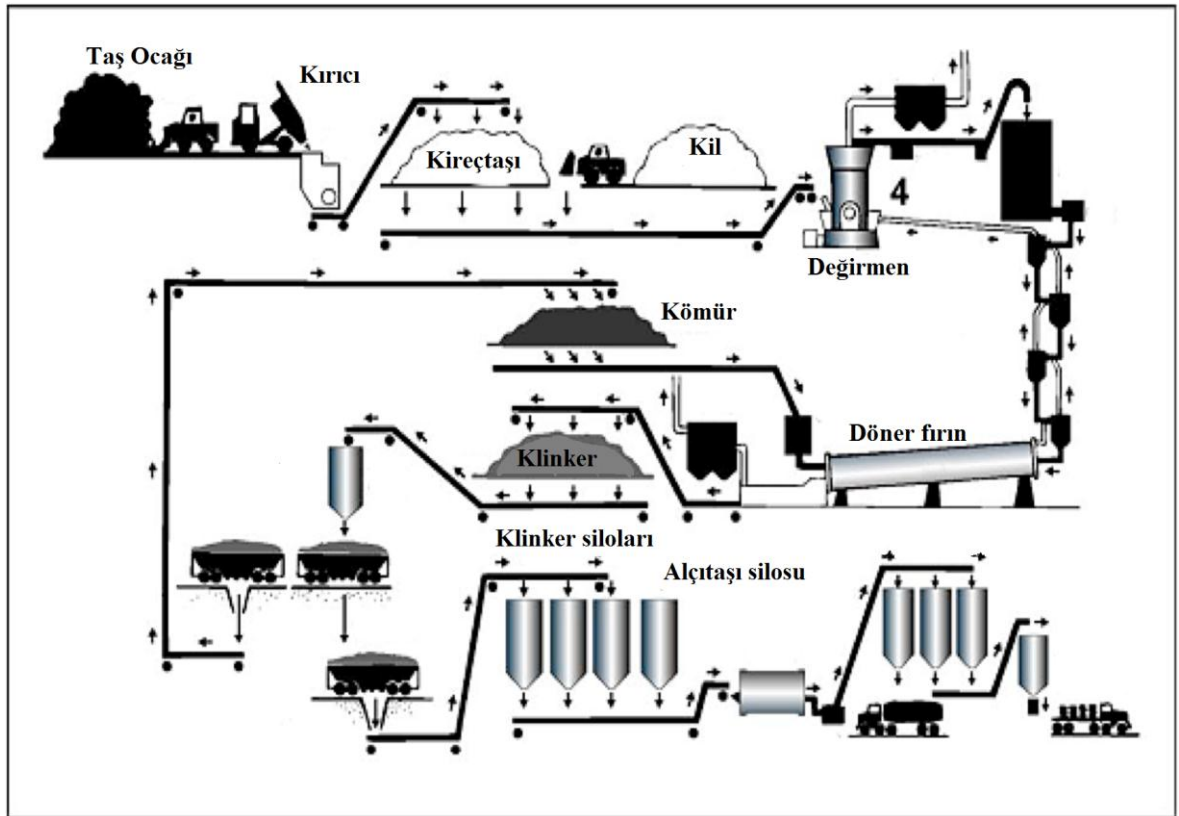 Taş Ocağı
Kırıcı
Kireçtaşı
Kil
4
Değirmen
Kömür
Döner fırın
Klinker
Klinker siloları
Alçıtaşı silosu